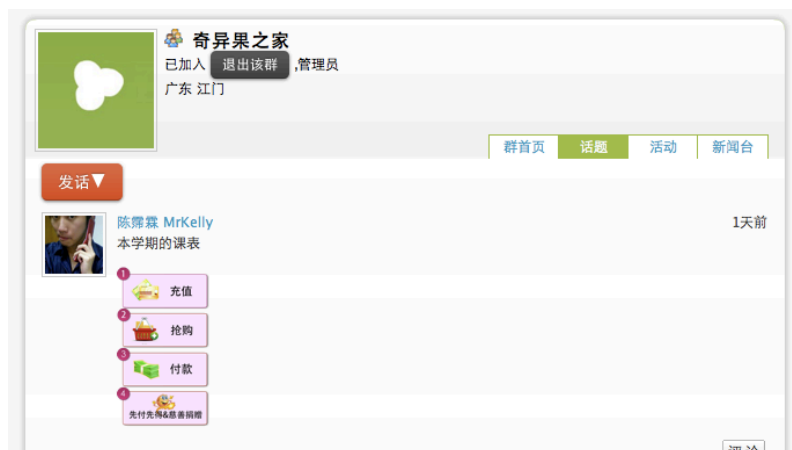 奇异果之家
已加入 退出该群 ,管理员
广东 江门
群首页 话题 活动 新闻台
发话▼
陈霈霖 MrKelly 1天前
本学期的课表
1
充值
2
抢购
3
付款
4
先付先得&慈善捐赠
评论